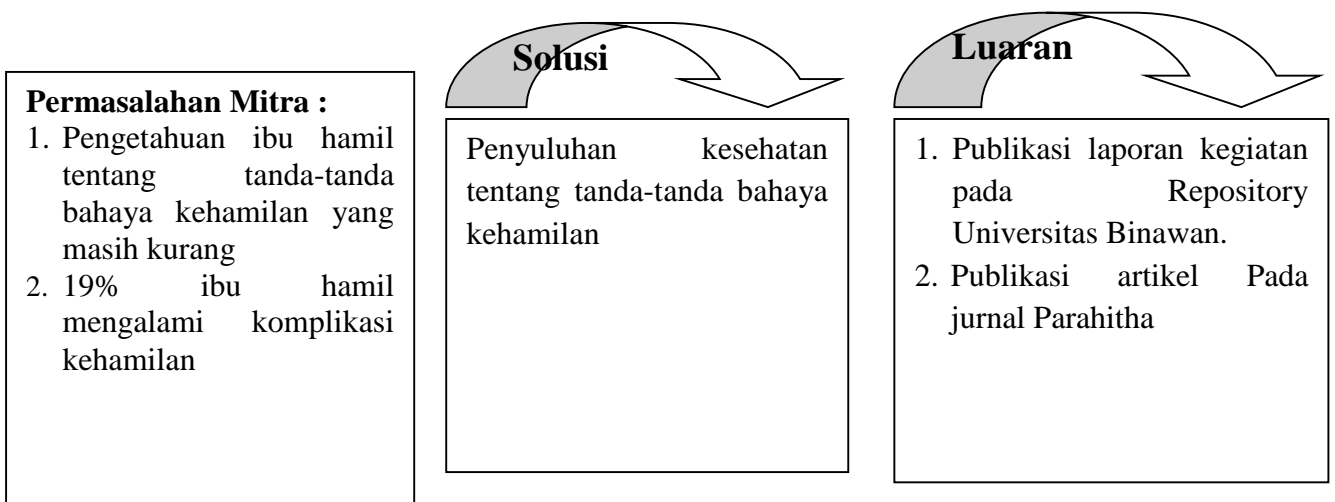 Permasalahan Mitra :
1. Pengetahuan ibu hamil
tentang tanda-tanda
bahaya kehamilan yang
masih kurang
2. 19% ibu hamil
mengalami komplikasi
kehamilan
Solusi
Penyuluhan kesehatan
tentang tanda-tanda bahaya
kehamilan
Luaran
1. Publikasi laporan kegiatan
pada Repository
Universitas Binawan.
2. Publikasi artikel Pada
jurnal Parahitha